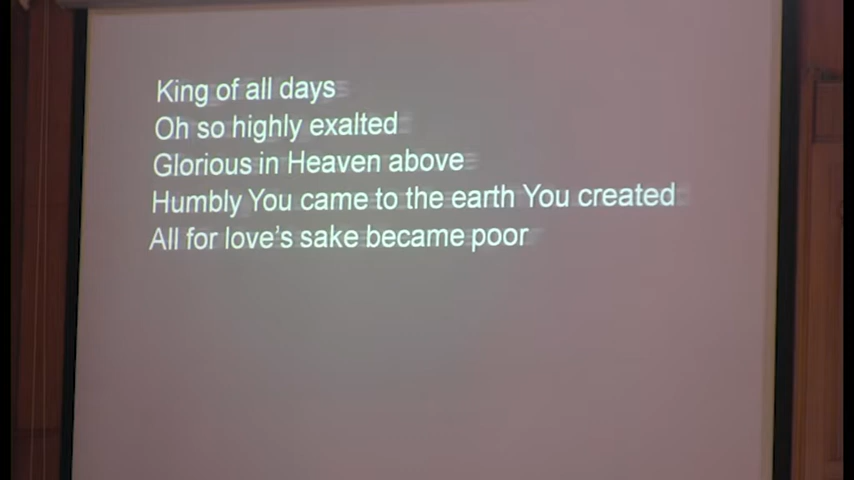 King of all days
Oh so highly exalted
Glorious in Heaven above
Humbly You came to the earth You created
All for love's sake became poor